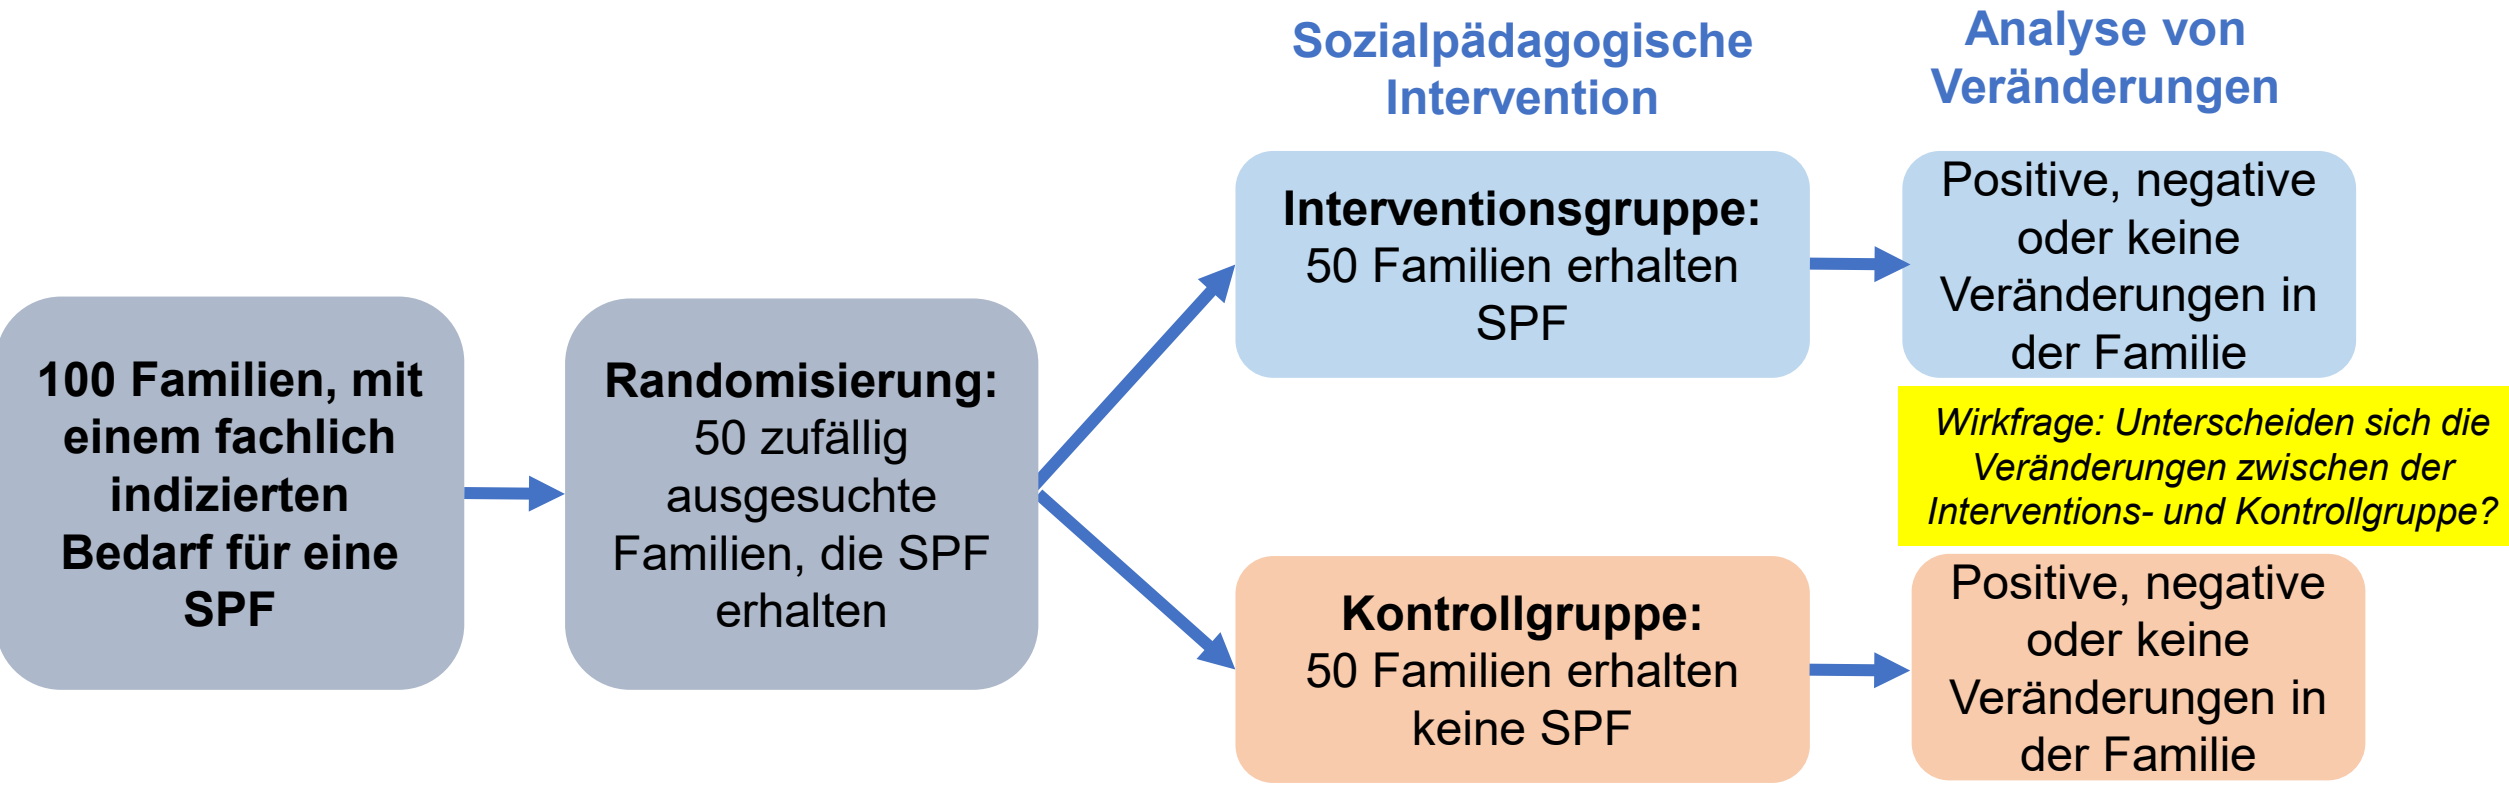 Sozialpädagogische
Intervention
Analyse von
Veränderungen
100 Familien, mit
einem fachlich
indizierten
Bedarf für eine
SPF
Randomisierung:
50 zufällig
ausgesuchte
Familien, die SPF
erhalten
Interventionsgruppe:
50 Familien erhalten
SPF
Positive, negative
oder keine
Veränderungen in
der Familie
Wirkfrage: Unterscheiden sich die
Veränderungen zwischen der
Interventions- und Kontrollgruppe?
Kontrollgruppe:
50 Familien erhalten
keine SPF
Positive, negative
oder keine
Veränderungen in
der Familie